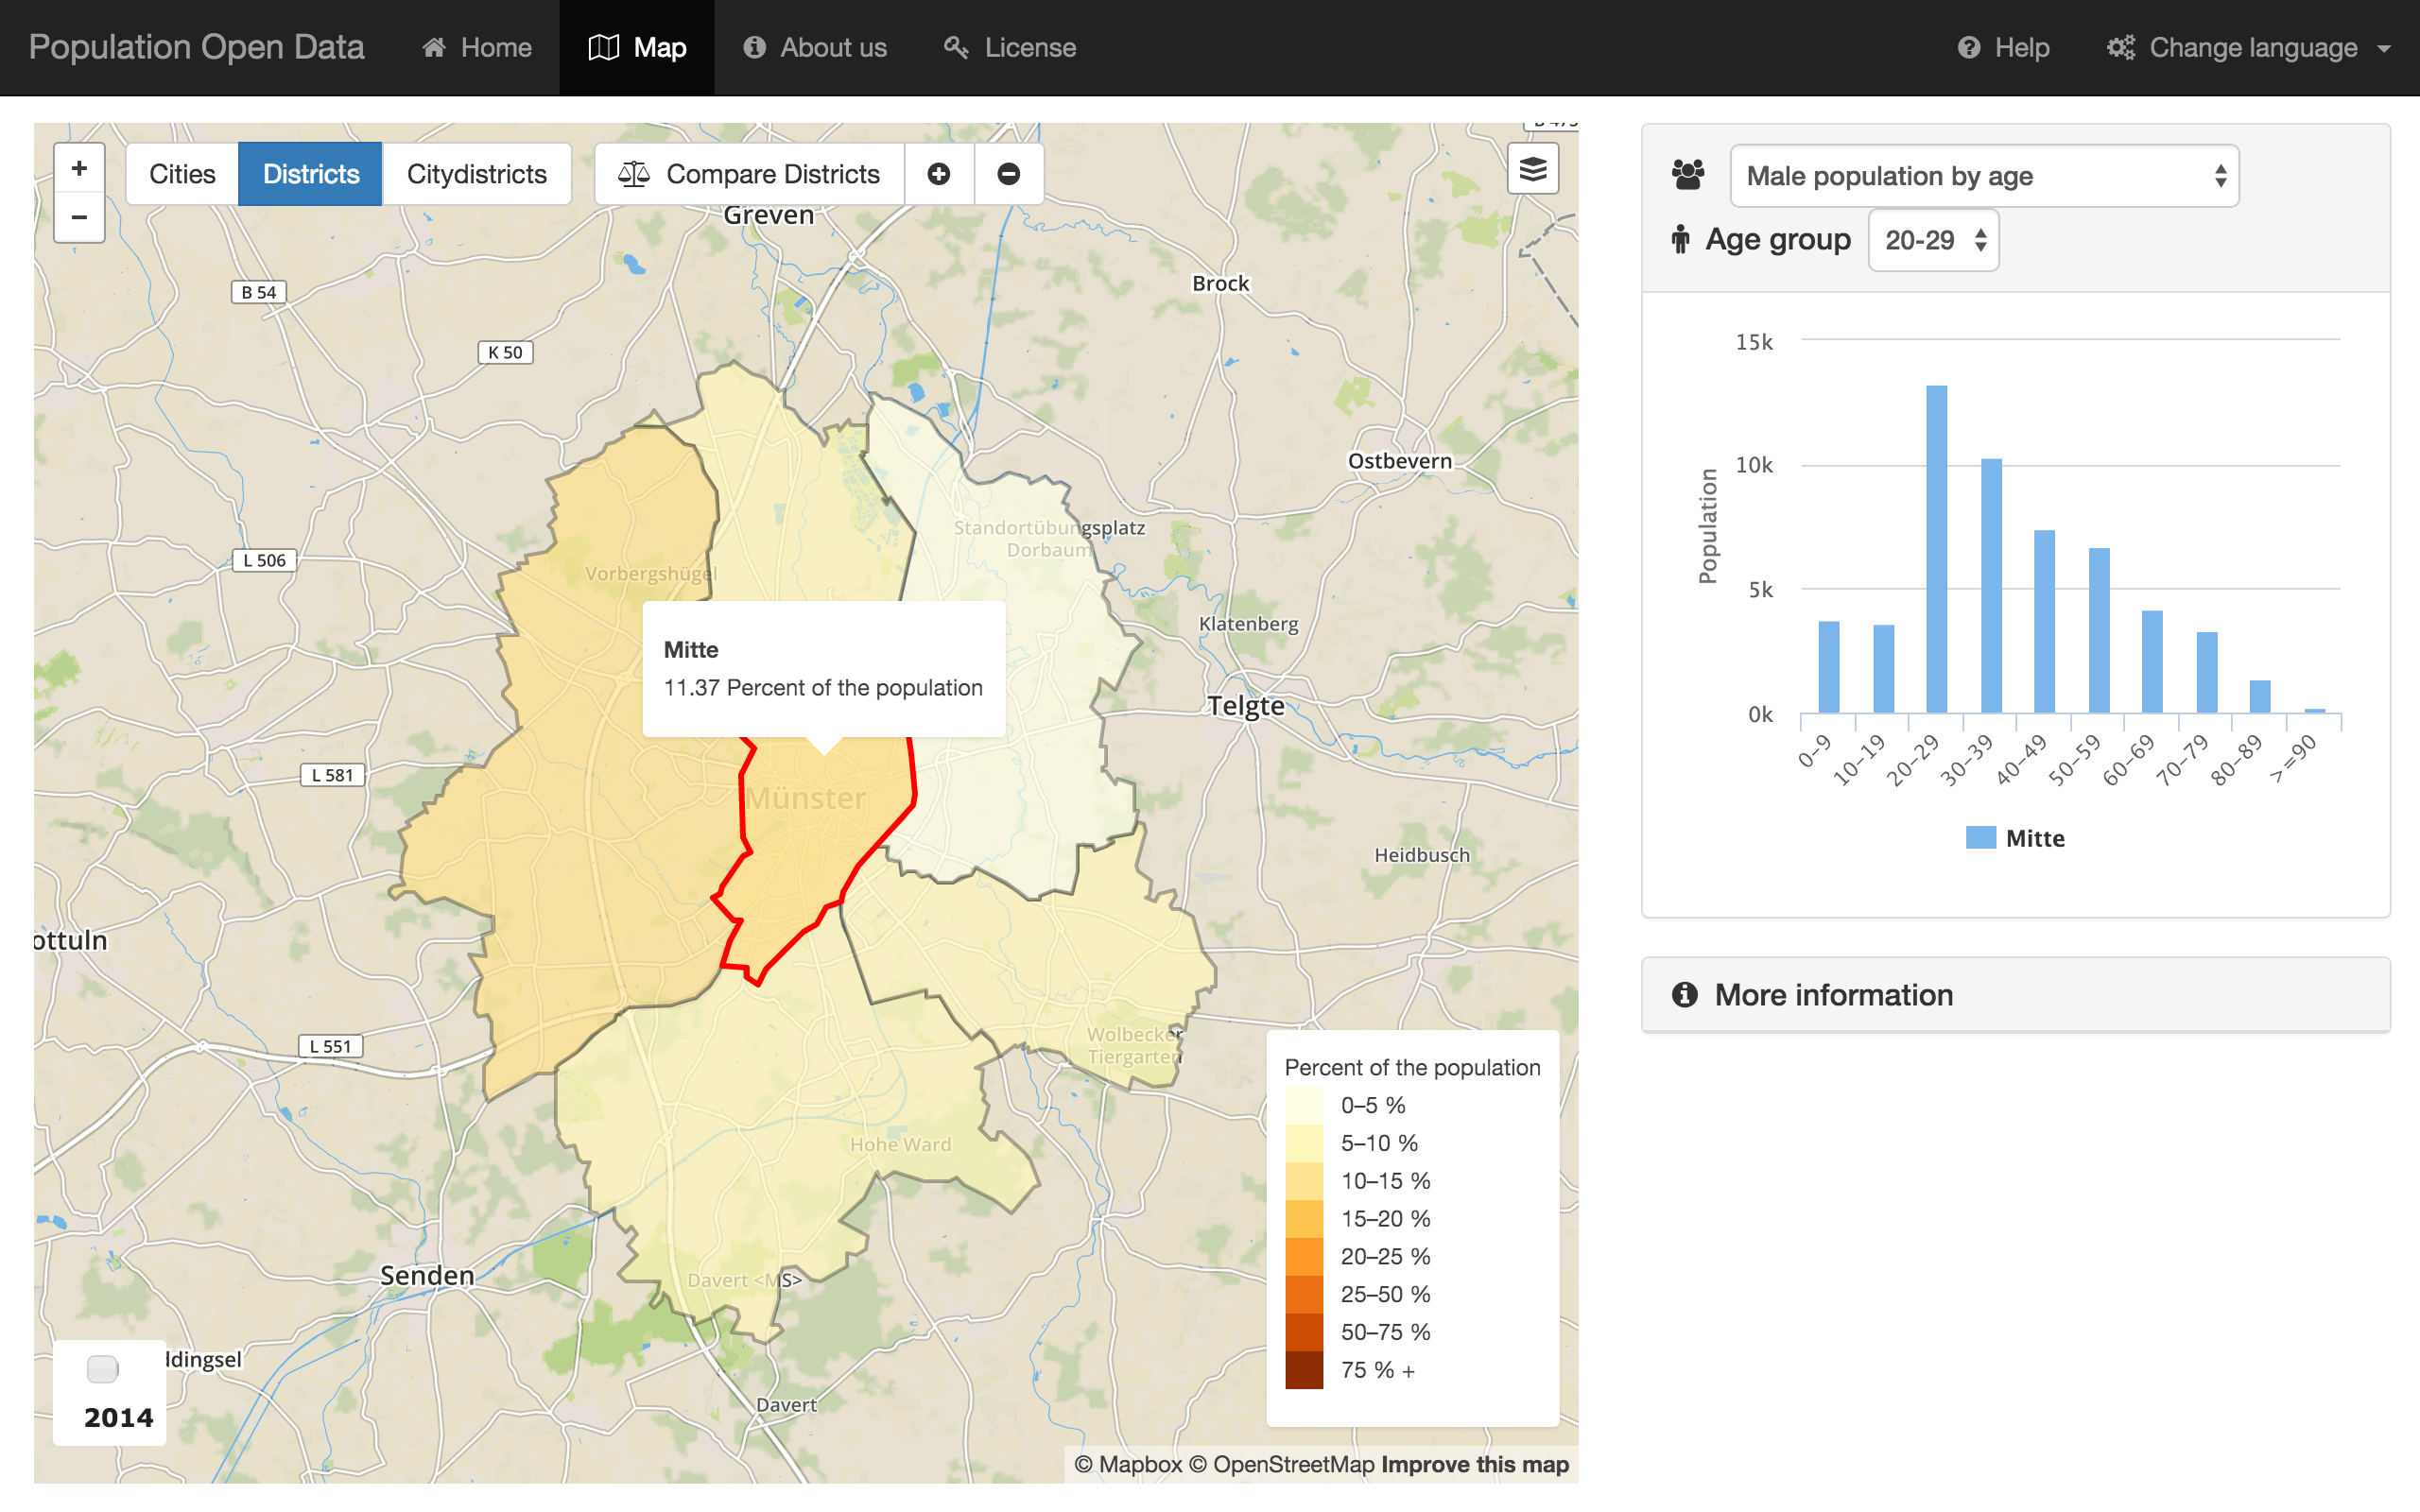 Population Open Data
Home
Map
About us
License
Help
Change language
+
−
Cities
Districts
Citydistricts
Compare Districts
Greven
B 54
K 50
Brock
Ostbevern
Standortübungsplatz
Dorbaum
L 506
Vorbergshügel
Klatenberg
Mitte
11.37 Percent of the population
Telgte
L 581
Münster
Heidbusch
ottuln
L 551
Wolbecker
Tiergarten
Hohe Ward
Senden
Davert <MS>
ddingsel
Davert
2014
Percent of the population
0–5 %
5–10 %
10–15 %
15–20 %
20–25 %
25–50 %
50–75 %
75 % +
© Mapbox © OpenStreetMap Improve this map
Male population by age
Age group
20-29
Population
15k
10k
5k
0k
0–9
10–19
20–29
30–39
40–49
50–59
60–69
70–79
80–89
>=90
Mitte
More information